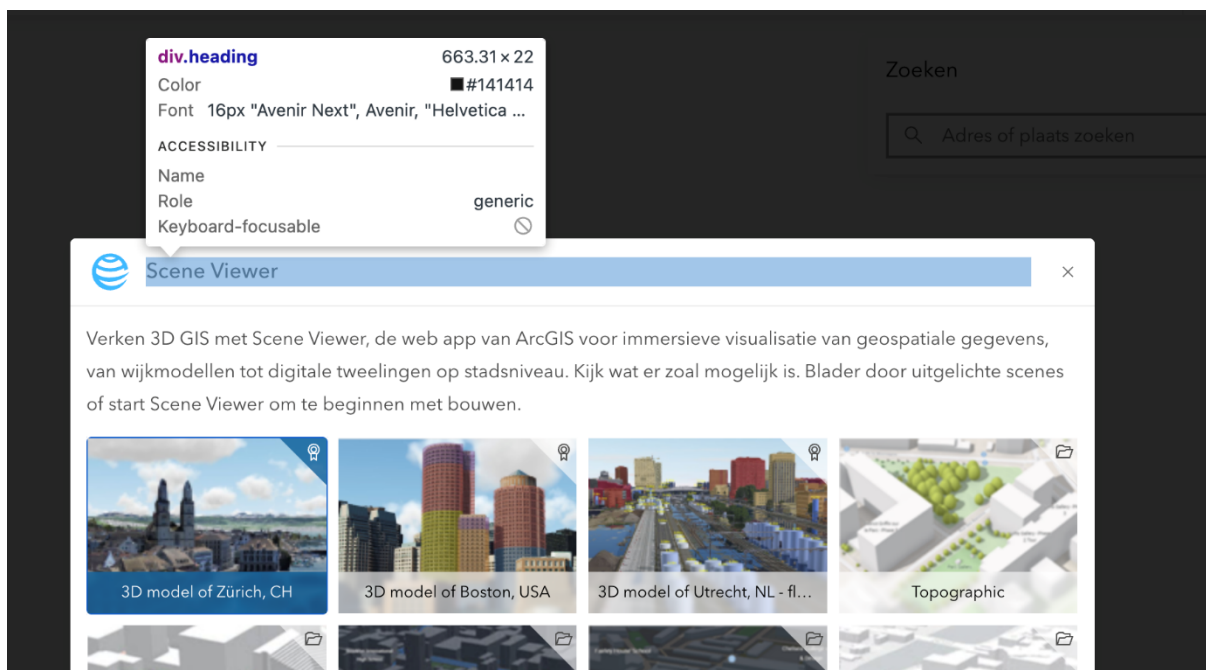 div.heading 663.31 × 22
Color #141414
Font 16px "Avenir Next", Avenir, "Helvetica ...
ACCESSIBILITY
Name
Role generic
Keyboard-focusable
Zoeken
Adres of plaats zoeken
Scene Viewer
Verken 3D GIS met Scene Viewer, de web app van ArcGIS voor immersieve visualisatie van geospatiale gegevens,
van wijkmodellen tot digitale tweelingen op stadsniveau. Kijk wat er zoal mogelijk is. Blader door uitgelichte scenes
of start Scene Viewer om te beginnen met bouwen.
3D model of Zürich, CH
3D model of Boston, USA
3D model of Utrecht, NL - fl...
Topographic